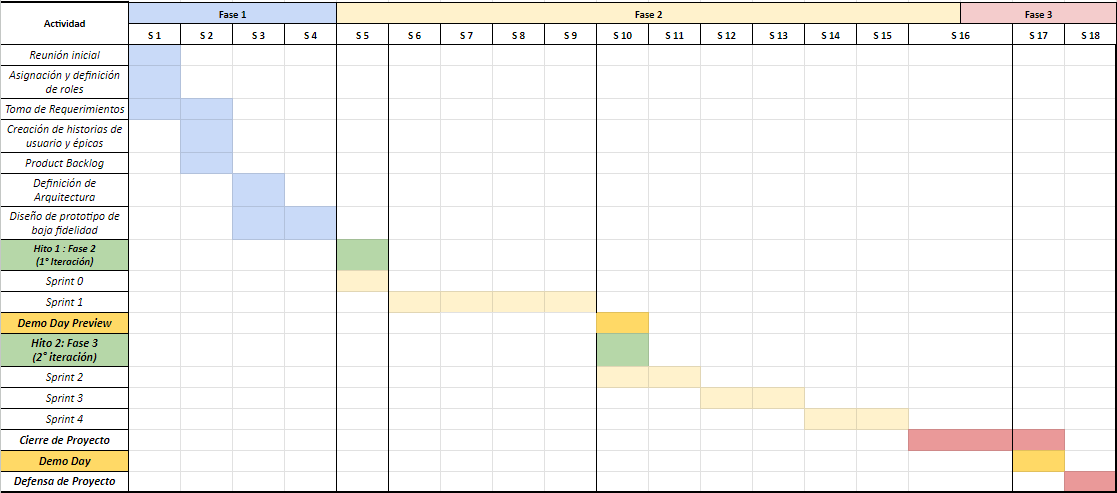 Actividad
Fase 1
Fase 2
Fase 3
S 1
S 2
S 3
S 4
S 5
S 6
S 7
S 8
S 9
S 10
S 11
S 12
S 13
S 14
S 15
S 16
S 17
S 18
Reunión inicial
Asignación y definición
de roles
Toma de Requerimientos
Creación de historias de
usuario y épicas
Product Backlog
Definición de
Arquitectura
Diseño de prototipo de
baja fidelidad
Hito 1 : Fase 2
(1° Iteración)
Sprint 0
Sprint 1
Demo Day Preview
Hito 2: Fase 3
(2° iteración)
Sprint 2
Sprint 3
Sprint 4
Cierre de Proyecto
Demo Day
Defensa de Proyecto